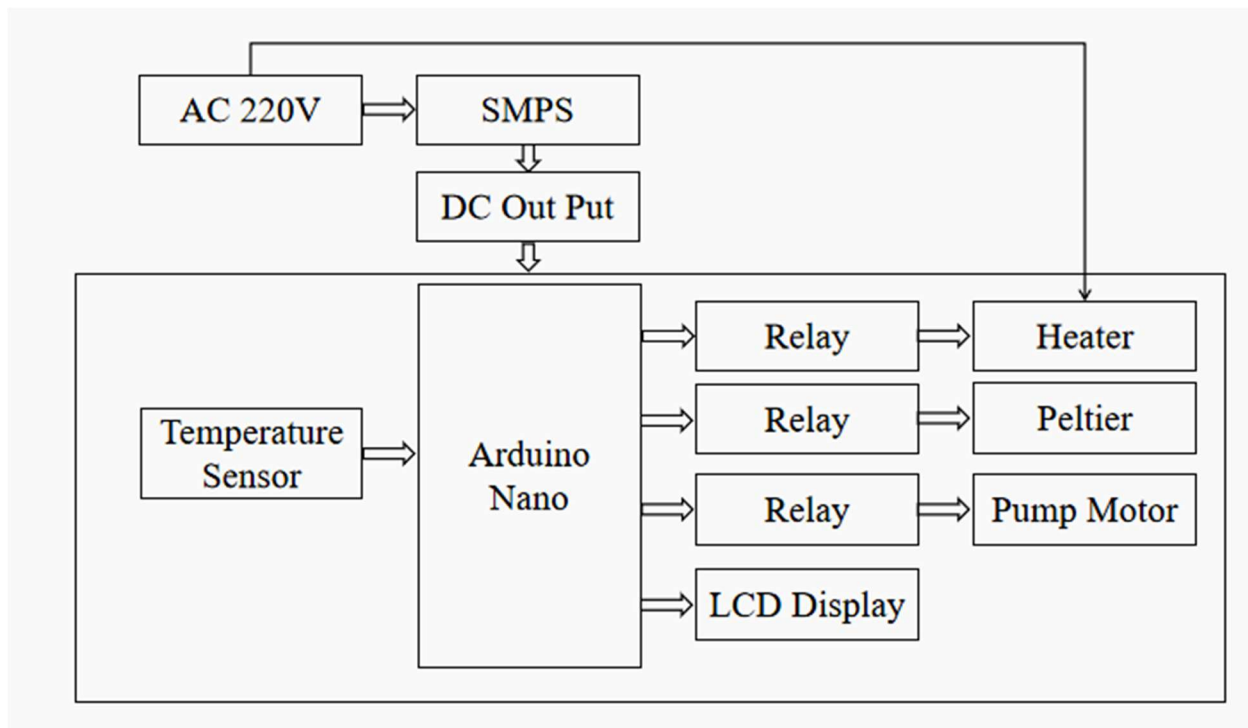 AC 220V
SMPS
DC Out Put
Relay
Heater
Relay
Peltier
Temperature
Sensor
Arduino
Nano
Relay
Pump Motor
LCD Display